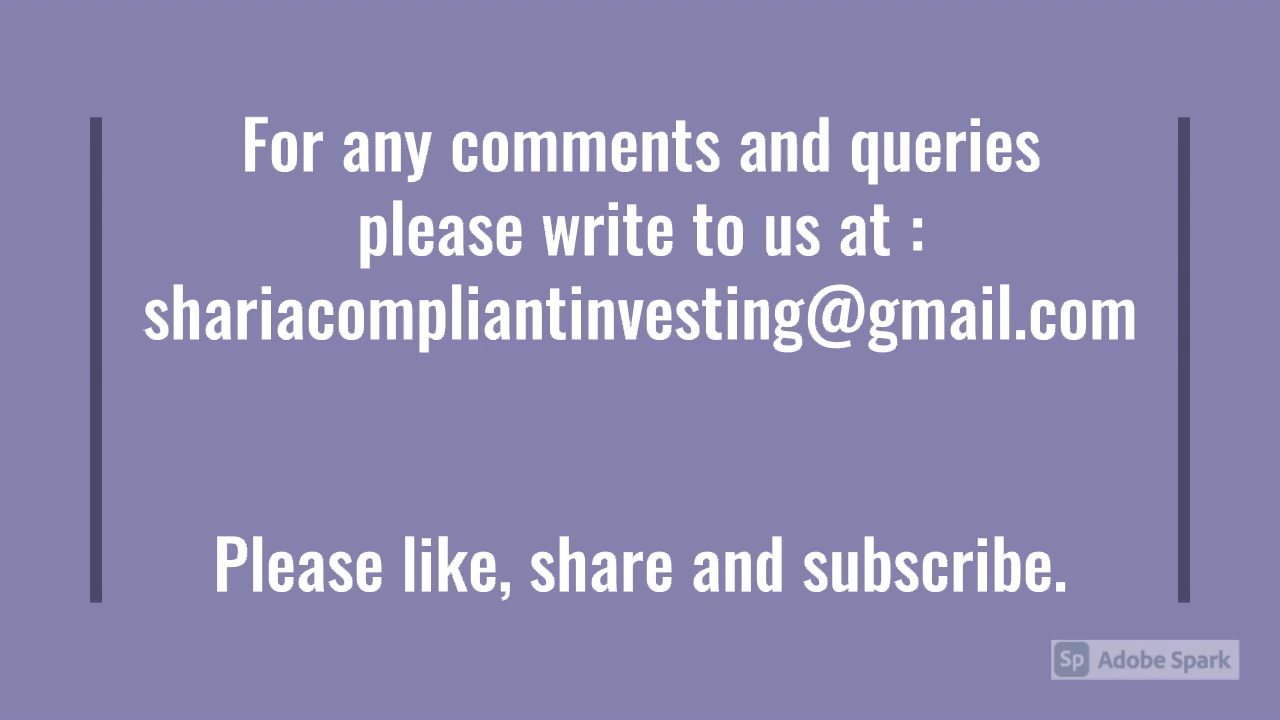 For any comments and queries
please write to us at :
shariacompliantinvesting@gmail.com
Please like, share and subscribe.
Sp Adobe Spark